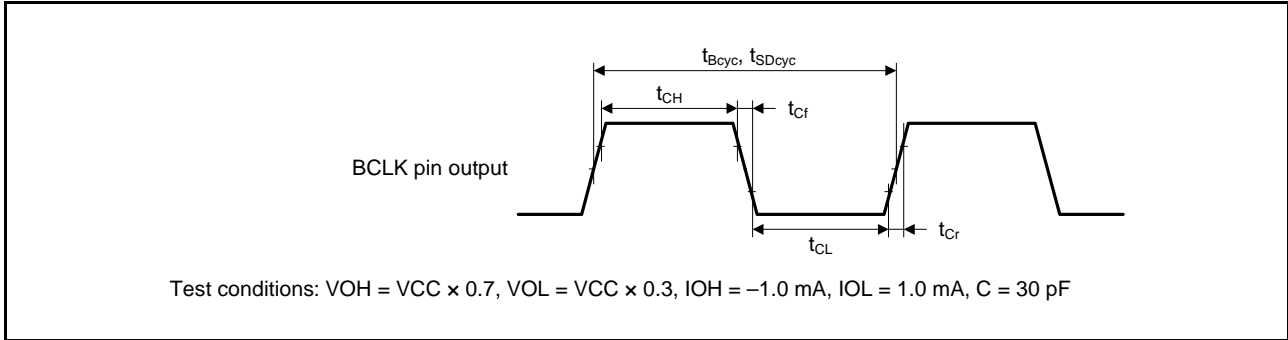 tBcyc, tSDcyc
tCH
tCf
BCLK pin output
tCL
tCr
Test conditions: VOH = VCC × 0.7, VOL = VCC × 0.3, IOH = –1.0 mA, IOL = 1.0 mA, C = 30 pF